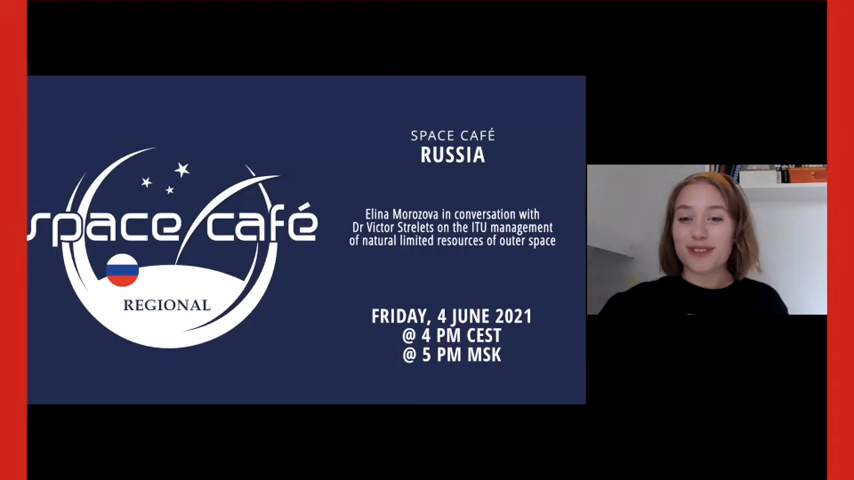 space café
REGIONAL
SPACE CAFÉ
RUSSIA
Elina Morozova in conversation with
Dr Victor Strelets on the ITU management
of natural limited resources of outer space
FRIDAY, 4 JUNE 2021
@ 4 PM CEST
@ 5 PM MSK